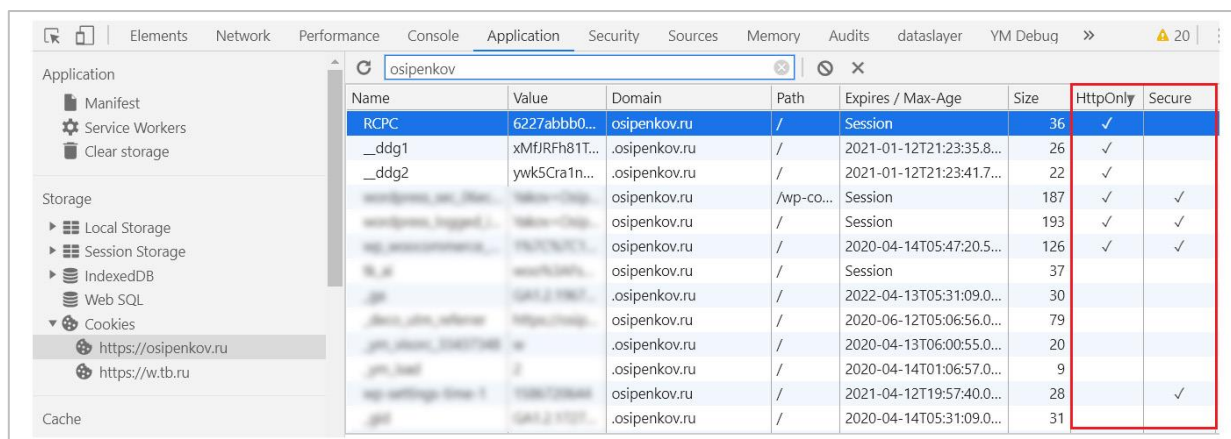 Elements Network Performance Console Application Security Sources Memory Audits dataslayer YM Debug » 20
Application
Manifest
Service Workers
Clear storage
Storage
Local Storage
Session Storage
IndexedDB
Web SQL
Cookies
https://osipenkov.ru
https://w.tb.ru
Cache
osipenkov
Name Value Domain Path Expires / Max-Age Size HttpOnly Secure
RCPC 6227abbb0... osipenkov.ru / Session 36 ✓
__ddg1 xMfJRFh81T... .osipenkov.ru / 2021-01-12T21:23:35.8... 26 ✓
__ddg2 ywk5Cra1n... .osipenkov.ru / 2021-01-12T21:23:41.7... 22 ✓
osipenkov.ru /wp-co... Session 187 ✓ ✓
osipenkov.ru / Session 193 ✓ ✓
osipenkov.ru / 2020-04-14T05:47:20.5... 126 ✓ ✓
osipenkov.ru / Session 37
.osipenkov.ru / 2022-04-13T05:31:09.0... 30
.osipenkov.ru / 2020-06-12T05:06:56.0... 79
.osipenkov.ru / 2020-04-13T06:00:55.0... 20
.osipenkov.ru / 2020-04-14T01:06:57.0... 9
osipenkov.ru / 2021-04-12T19:57:40.0... 28 ✓
.osipenkov.ru / 2020-04-14T05:31:09.0... 31